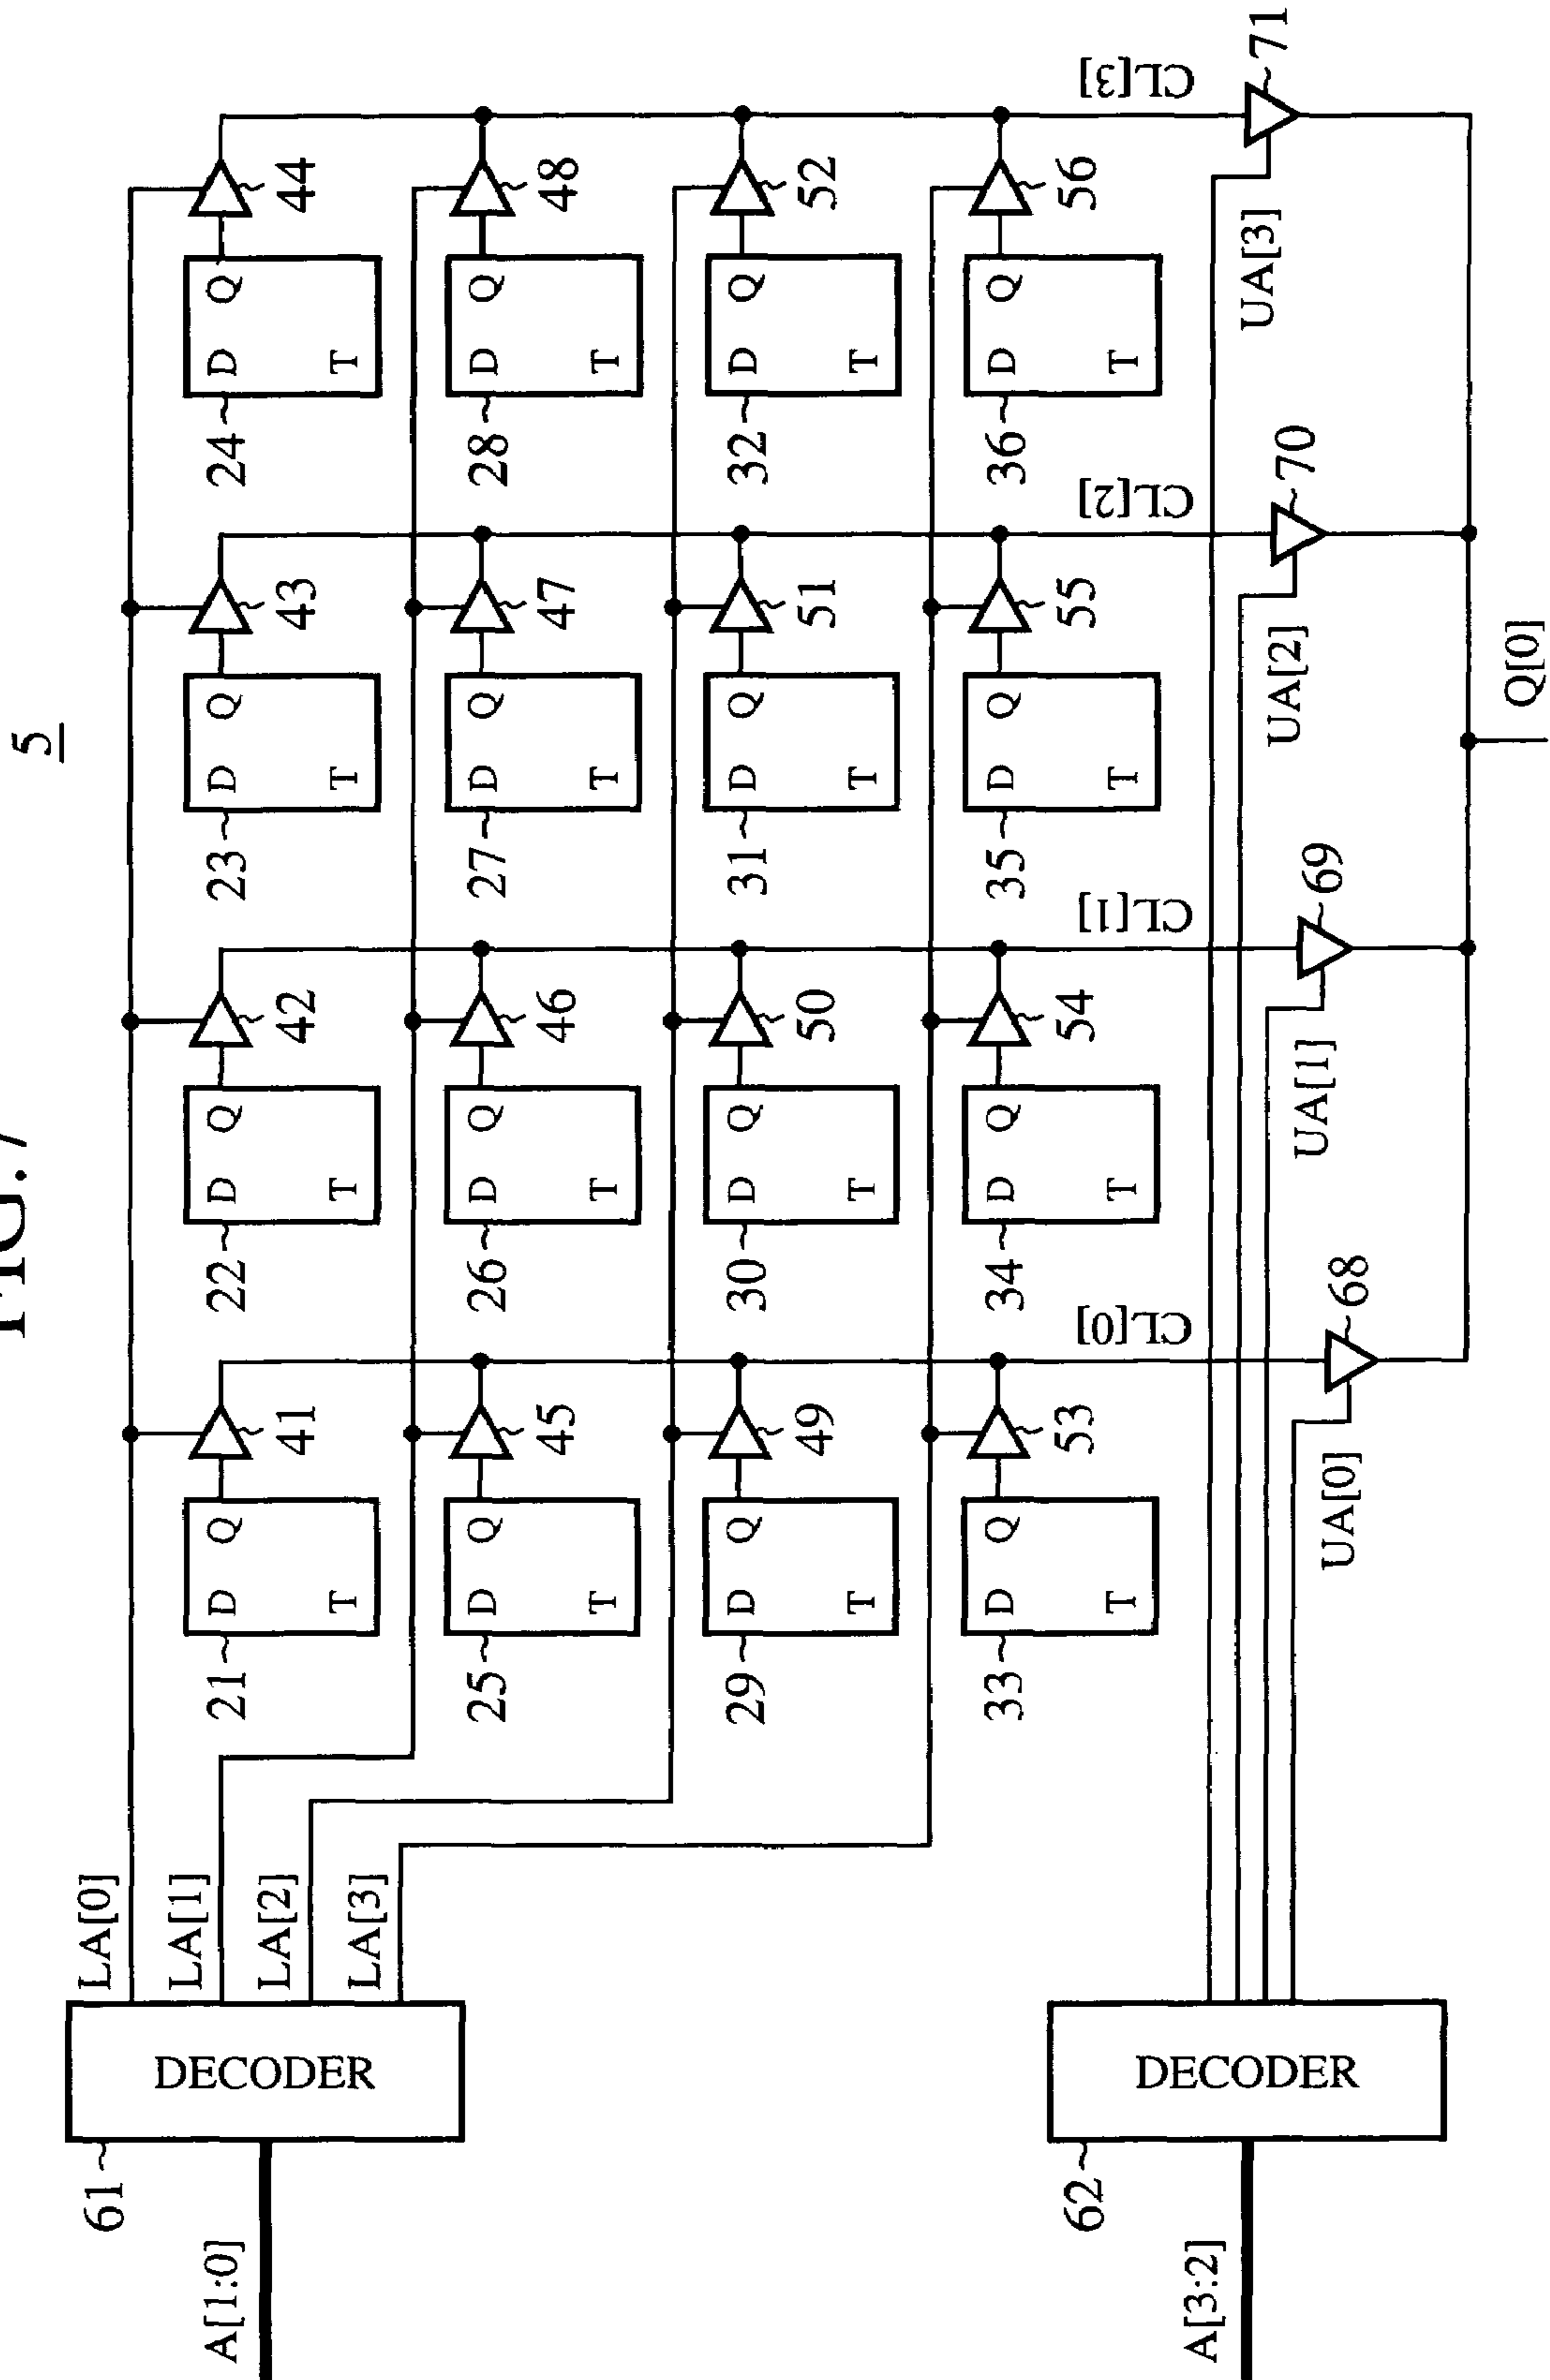 FIG.7
5
61
A[1:0]
DECODER
LA[0]
LA[1]
LA[2]
LA[3]
21
D Q
T
41
22
D Q
T
42
23
D Q
T
43
24
D Q
T
44
25
D Q
T
45
26
D Q
T
46
27
D Q
T
47
28
D Q
T
48
29
D Q
T
49
30
D Q
T
50
31
D Q
T
51
32
D Q
T
52
33
D Q
T
53
34
D Q
T
54
35
D Q
T
55
36
D Q
T
56
CL[0]
CL[1]
CL[2]
CL[3]
62
A[3:2]
DECODER
UA[0]
68
UA[1]
69
UA[2]
70
UA[3]
71
Q[0]